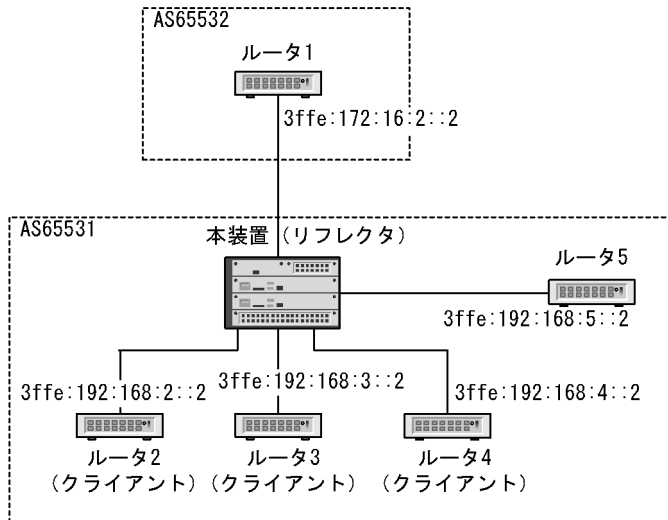 AS65532
ルータ1
3ffe:172:16:2::2
AS65531
本装置（リフレクタ）
ルータ5
3ffe:192:168:5::2
3ffe:192:168:2::2
3ffe:192:168:3::2
3ffe:192:168:4::2
ルータ2
（クライアント）
ルータ3
（クライアント）
ルータ4
（クライアント）